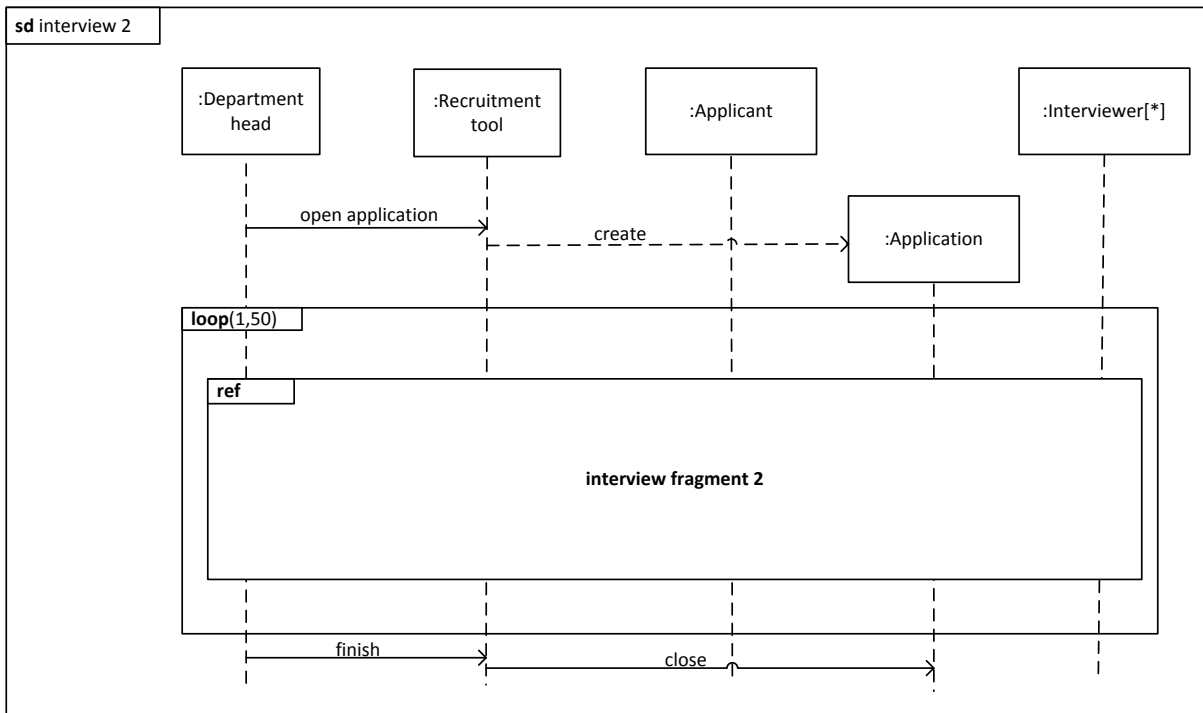 sd interview 2
:Department
head
:Recruitment
tool
:Applicant
:Interviewer[*]
open application
create
:Application
loop(1,50)
ref
interview fragment 2
finish
close